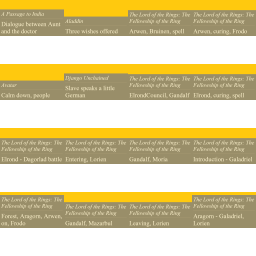 A Passage to India
Dialogue between Aunt
and the doctor
Aladdin
Three wishes offered
The Lord of the Rings: The
Fellowship of the Ring
Arwen, Bruinen, spell
The Lord of the Rings: The
Fellowship of the Ring
Arwen, curing, Frodo
Avatar
Calm down, people
Django Unchained
Slave speaks a little
German
The Lord of the Rings: The
Fellowship of the Ring
ElrondCouncil, Gandalf
The Lord of the Rings: The
Fellowship of the Ring
Elrond, curing, spell
The Lord of the Rings: The
Fellowship of the Ring
Elrond - Dagorlad battle
The Lord of the Rings: The
Fellowship of the Ring
Entering, Lorien
The Lord of the Rings: The
Fellowship of the Ring
Gandalf, Moria
The Lord of the Rings: The
Fellowship of the Ring
Introduction - Galadriel
The Lord of the Rings: The
Fellowship of the Ring
Aragorn, Arwen,
Frodo
The Lord of the Rings: The
Fellowship of the Ring
Gandalf, Mazarbul
The Lord of the Rings: The
Fellowship of the Ring
Leaving, Lorien
The Lord of the Rings: The
Fellowship of the Ring
Aragorn - Galadriel,
Lorien